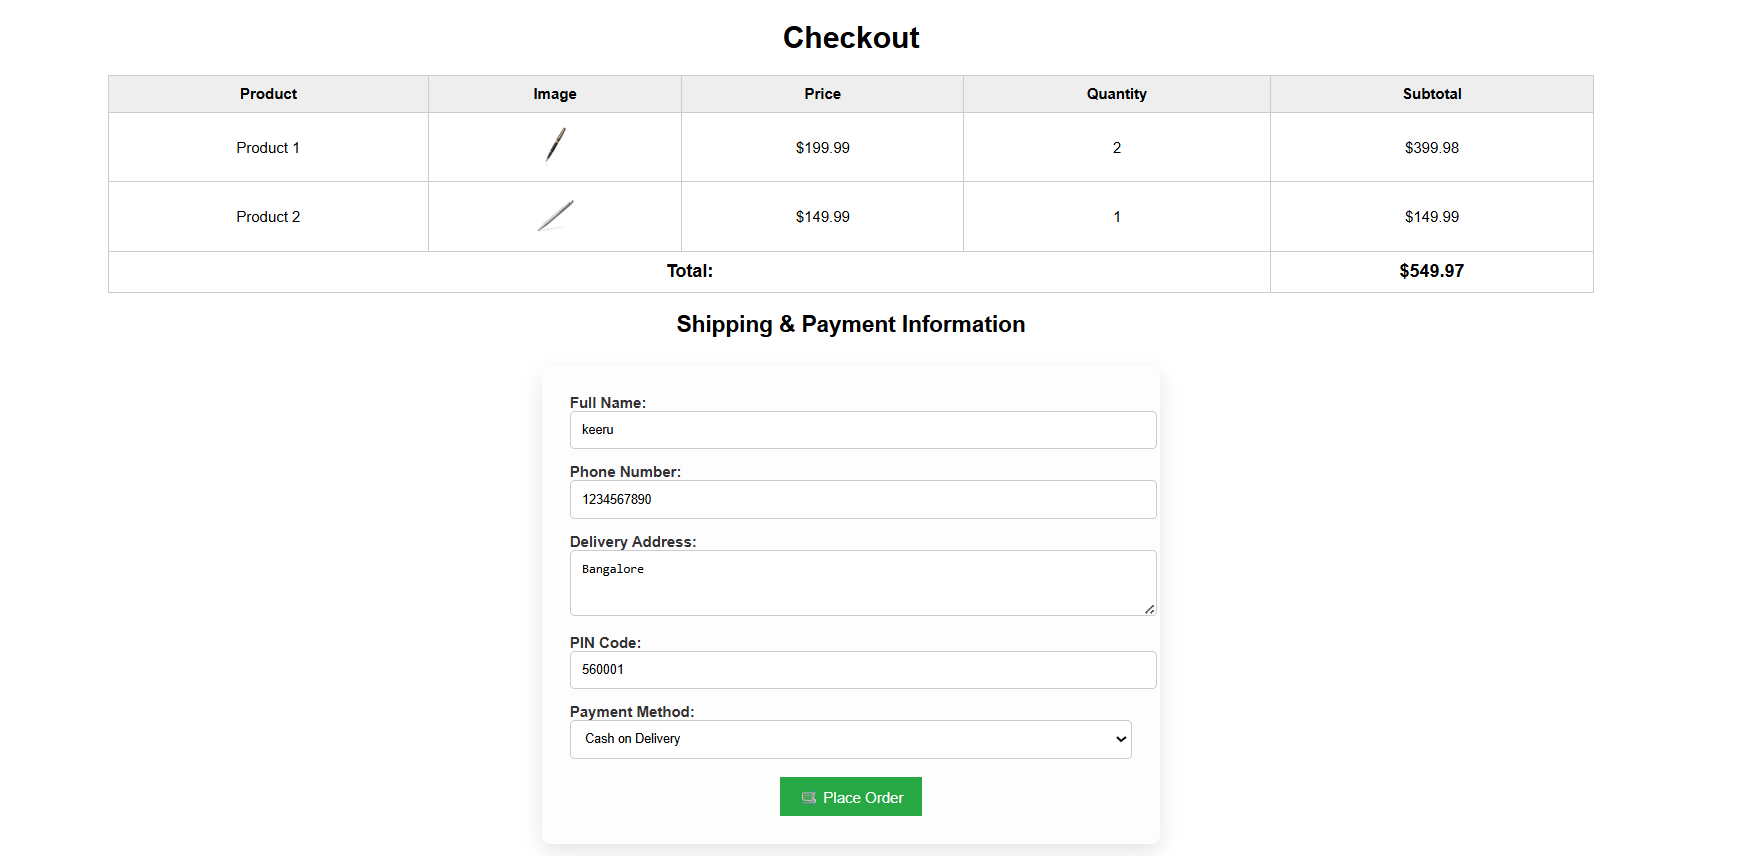 Checkout
Product Image Price Quantity Subtotal
Product 1 $199.99 2 $399.98
Product 2 $149.99 1 $149.99
Total: $549.97
Shipping & Payment Information
Full Name:
keeru
Phone Number:
1234567890
Delivery Address:
Bangalore
PIN Code:
560001
Payment Method:
Cash on Delivery
Place Order